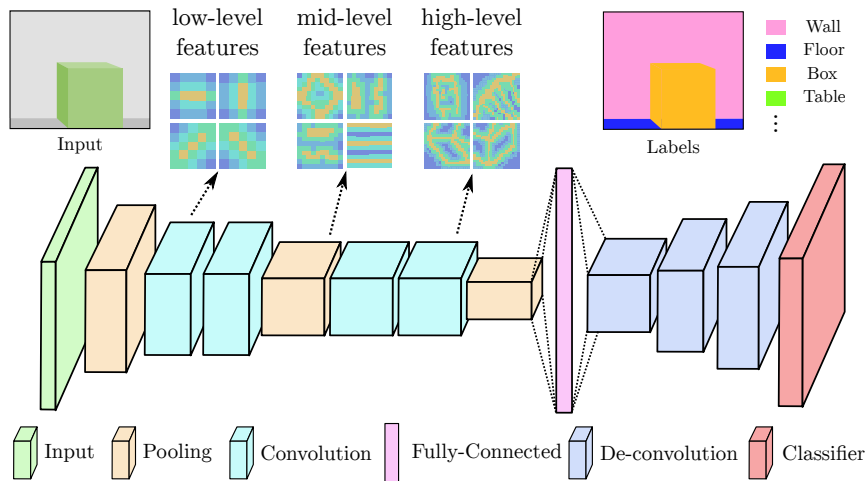 low-level
features
mid-level
features
high-level
features
Input
Labels
Wall
Floor
Box
Table
⋮
Input
Pooling
Convolution
Fully-Connected
De-convolution
Classifier